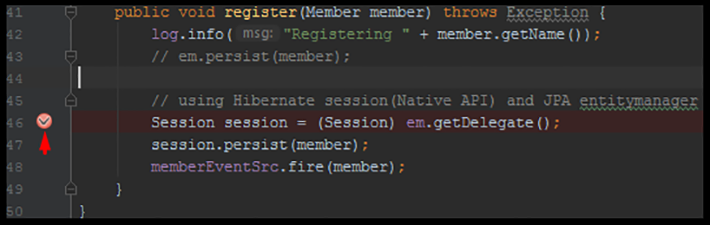 41 public void register(Member member) throws Exception {
42 log.info( msg: "Registering " + member.getName());
43 // em.persist(member);
44
45 // using Hibernate session(Native API) and JPA entitymanager
46 Session session = (Session) em.getDelegate();
47 session.persist(member);
48 memberEventSrc.fire(member);
49 }
50 }